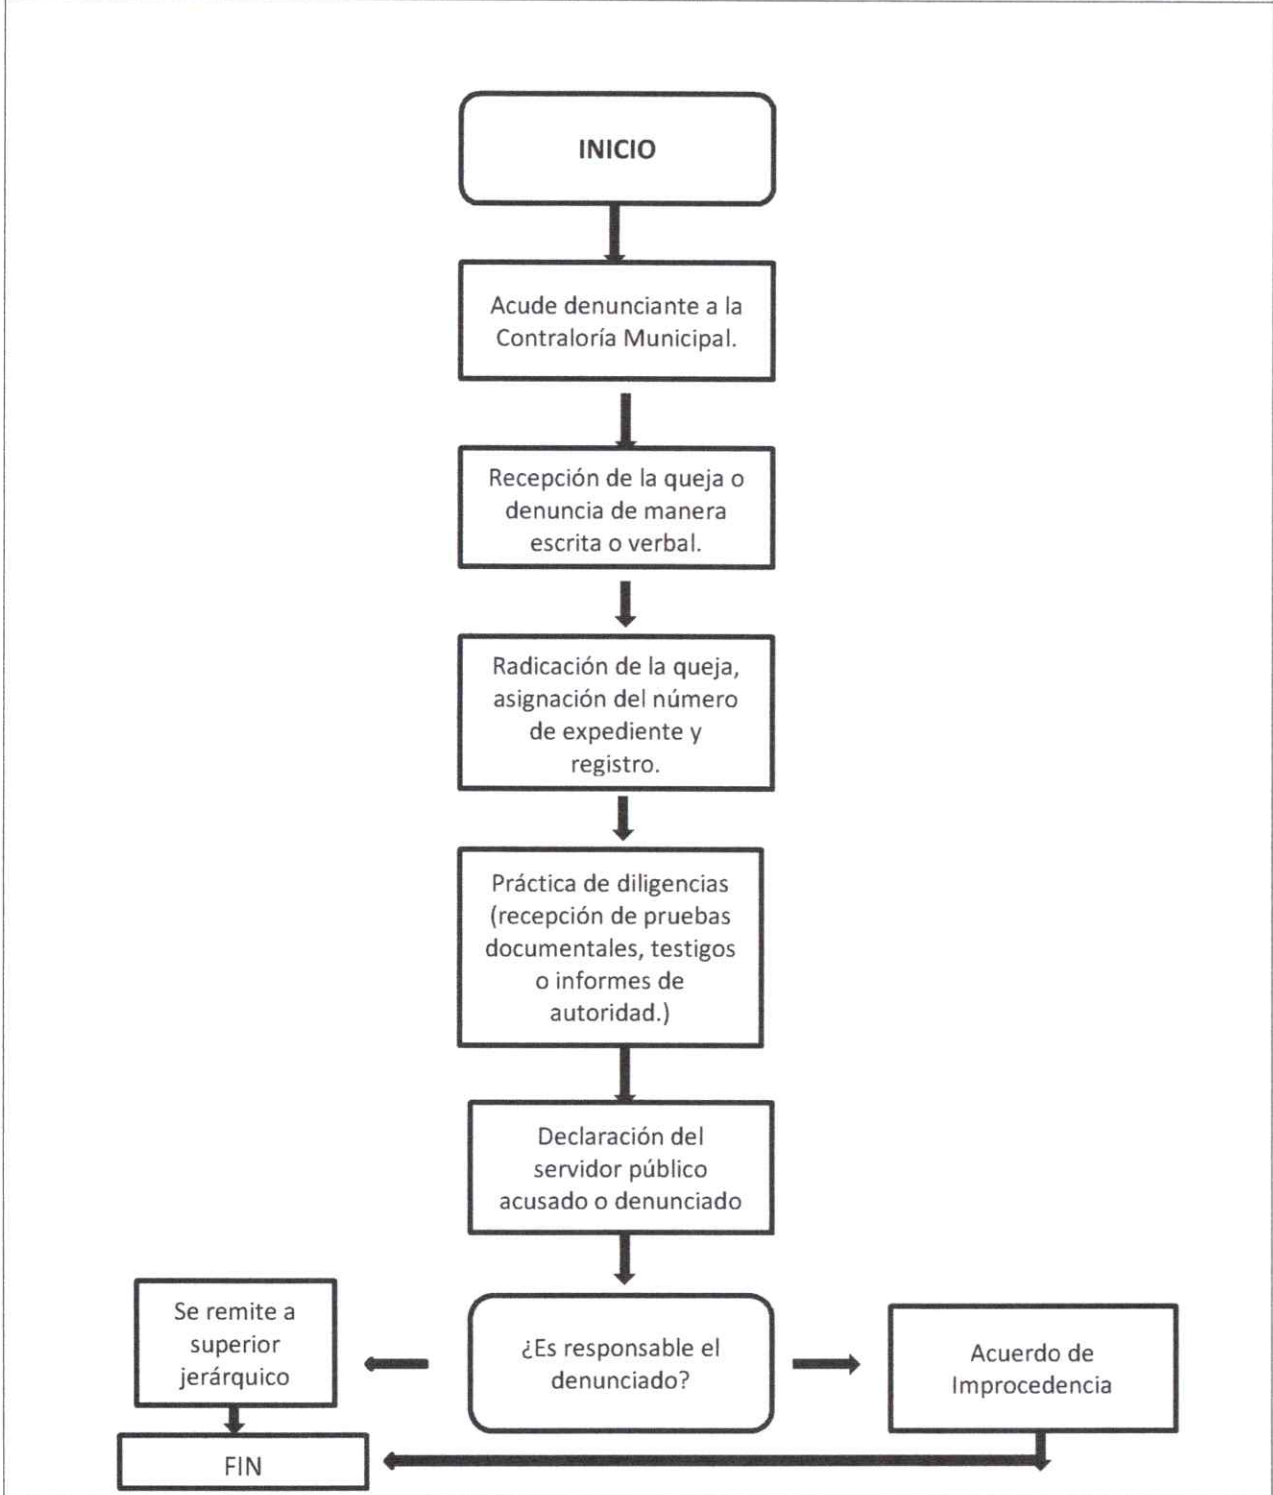 INICIO
Acude denunciante a la
Contraloría Municipal.
Recepción de la queja o
denuncia de manera
escrita o verbal.
Radicación de la queja,
asignación del número
de expediente y
registro.
Práctica de diligencias
(recepción de pruebas
documentales, testigos
o informes de
autoridad.)
Declaración del
servidor público
acusado o denunciado
¿Es responsable el
denunciado?
Se remite a
superior
jerárquico
Acuerdo de
Improcedencia
FIN